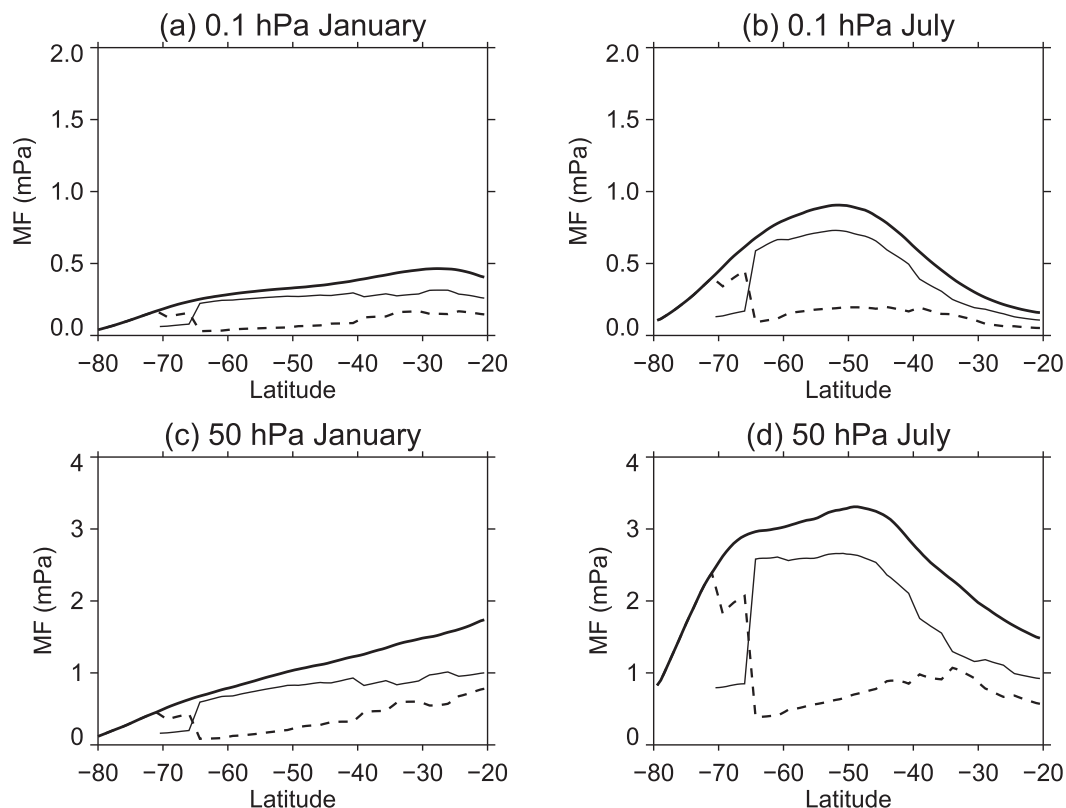 (a) 0.1 hPa January
2.0
1.5
1.0
0.5
0.0
MF (mPa)
−80 −70 −60 −50 −40 −30 −20
Latitude
(b) 0.1 hPa July
2.0
1.5
1.0
0.5
0.0
MF (mPa)
−80 −70 −60 −50 −40 −30 −20
Latitude
(c) 50 hPa January
4
3
2
1
0
MF (mPa)
−80 −70 −60 −50 −40 −30 −20
Latitude
(d) 50 hPa July
4
3
2
1
0
MF (mPa)
−80 −70 −60 −50 −40 −30 −20
Latitude